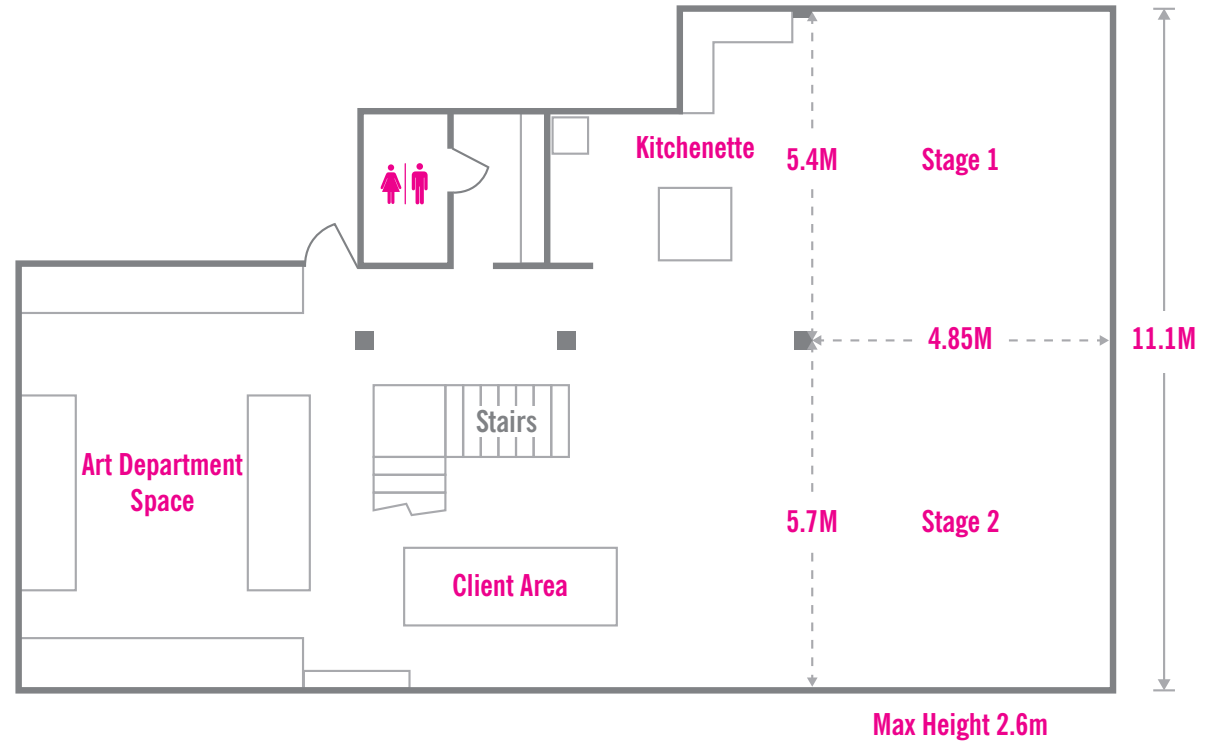 Kitchenette
5.4M
Stage 1
4.85M
11.1M
Stairs
Art Department
Space
5.7M
Stage 2
Client Area
Max Height 2.6m